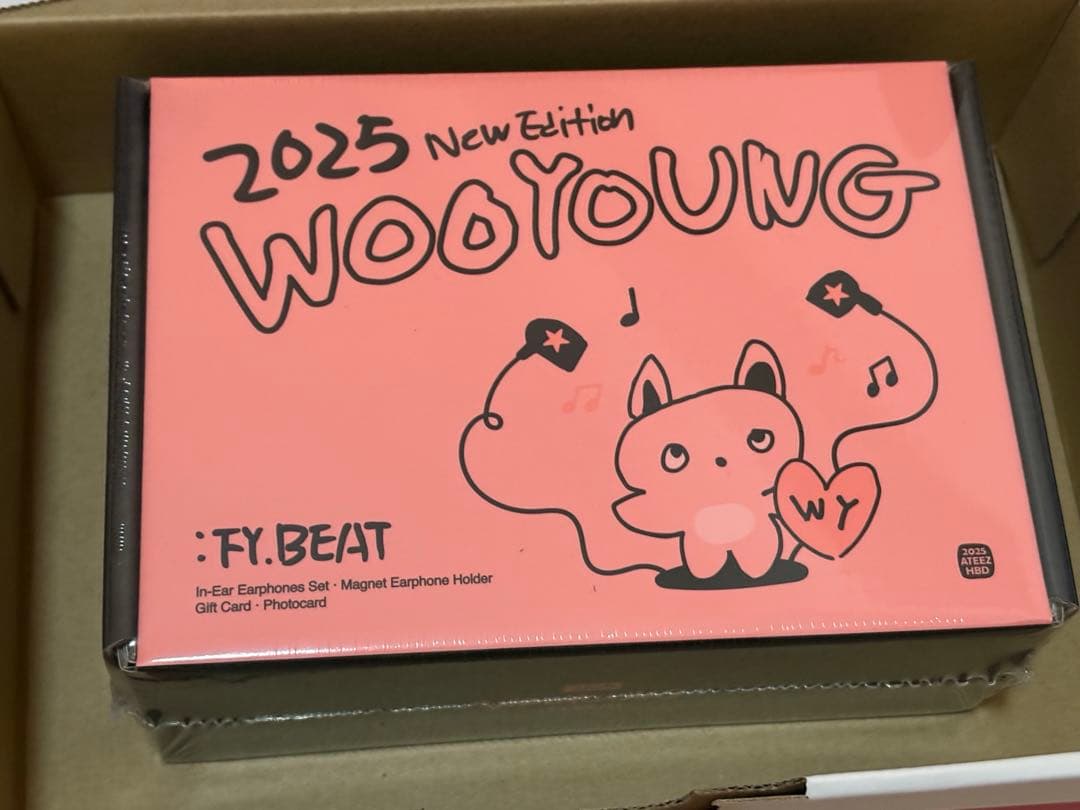 2025 New Edition
WOOYOUNG
WY
:FY.BEAT
In-Ear Earphones Set · Magnet Earphone Holder
Gift Card · Photocard
2025
ATEEZ
HBD